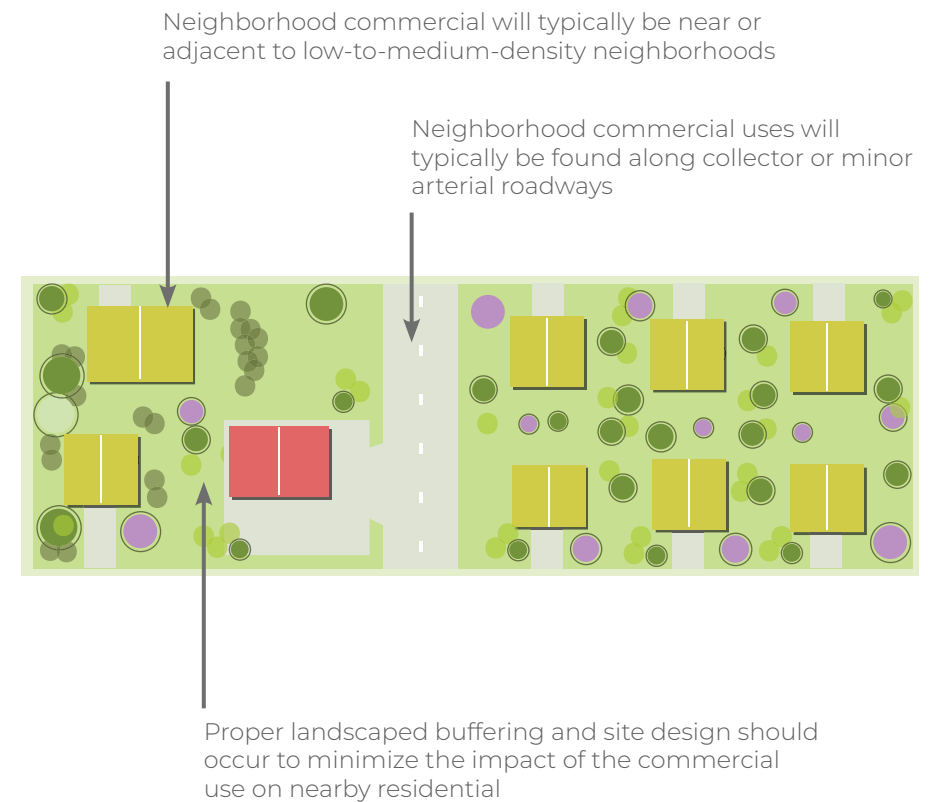 Neighborhood commercial will typically be near or
adjacent to low-to-medium-density neighborhoods
Neighborhood commercial uses will
typically be found along collector or minor
arterial roadways
Proper landscaped buffering and site design should
occur to minimize the impact of the commercial
use on nearby residential